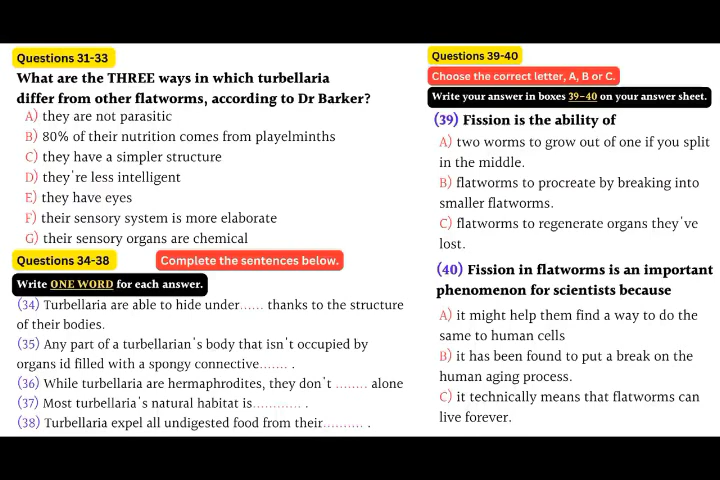 Questions 31-33
What are the THREE ways in which turbellaria
differ from other flatworms, according to Dr Barker?
A) they are not parasitic
B) 80% of their nutrition comes from playelminths
C) they have a simpler structure
D) they're less intelligent
E) they have eyes
F) their sensory system is more elaborate
G) their sensory organs are chemical
Questions 34-38
Complete the sentences below.
Write ONE WORD for each answer.
(34) Turbellaria are able to hide under...... thanks to the structure
of their bodies.
(35) Any part of a turbellarian's body that isn't occupied by
organs id filled with a spongy connective....... .
(36) While turbellaria are hermaphrodites, they don't ........ alone
(37) Most turbellaria's natural habitat is............ .
(38) Turbellaria expel all undigested food from their.......... .
Questions 39-40
Choose the correct letter, A, B or C.
Write your answer in boxes 39-40 on your answer sheet.
(39) Fission is the ability of
A) two worms to grow out of one if you split
in the middle.
B) flatworms to procreate by breaking into
smaller flatworms.
C) flatworms to regenerate organs they've
lost.
(40) Fission in flatworms is an important
phenomenon for scientists because
A) it might help them find a way to do the
same to human cells
B) it has been found to put a break on the
human aging process.
C) it technically means that flatworms can
live forever.